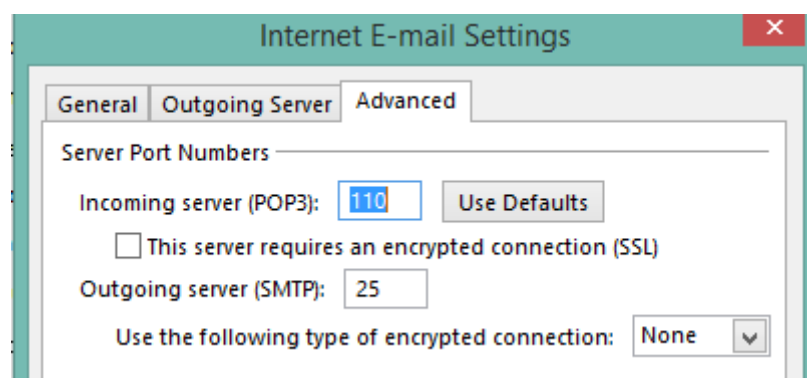 Internet E-mail Settings
General Outgoing Server Advanced
Server Port Numbers
Incoming server (POP3): 110 Use Defaults
This server requires an encrypted connection (SSL)
Outgoing server (SMTP): 25
Use the following type of encrypted connection: None